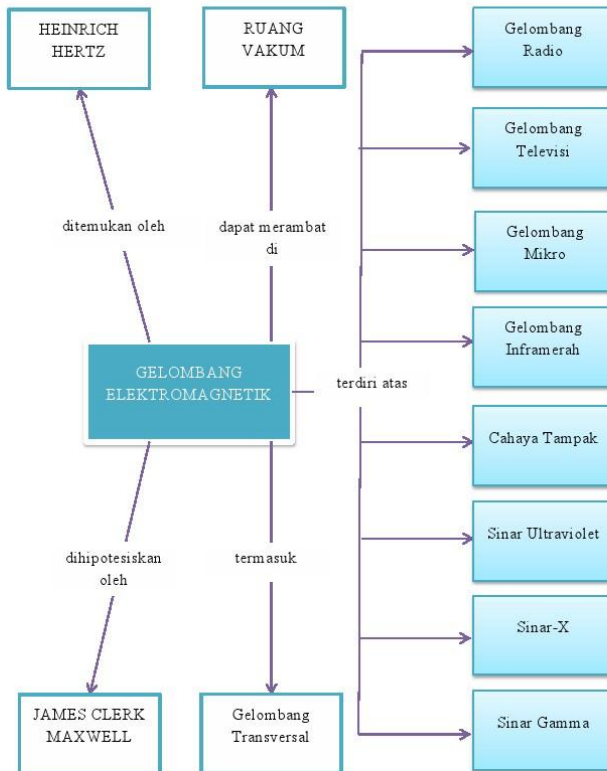 HEINRICH
HERTZ
RUANG
VAKUM
Gelombang
Radio
Gelombang
Televisi
ditemukan oleh
dapat merambat
di
Gelombang
Mikro
Gelombang
Inframerah
GELOMBANG
ELEKTROMAGNETIK
terdiri atas
Cahaya Tampak
Sinar Ultraviolet
dihipotesiskan
oleh
termasuk
Sinar-X
JAMES CLERK
MAXWELL
Gelombang
Transversal
Sinar Gamma